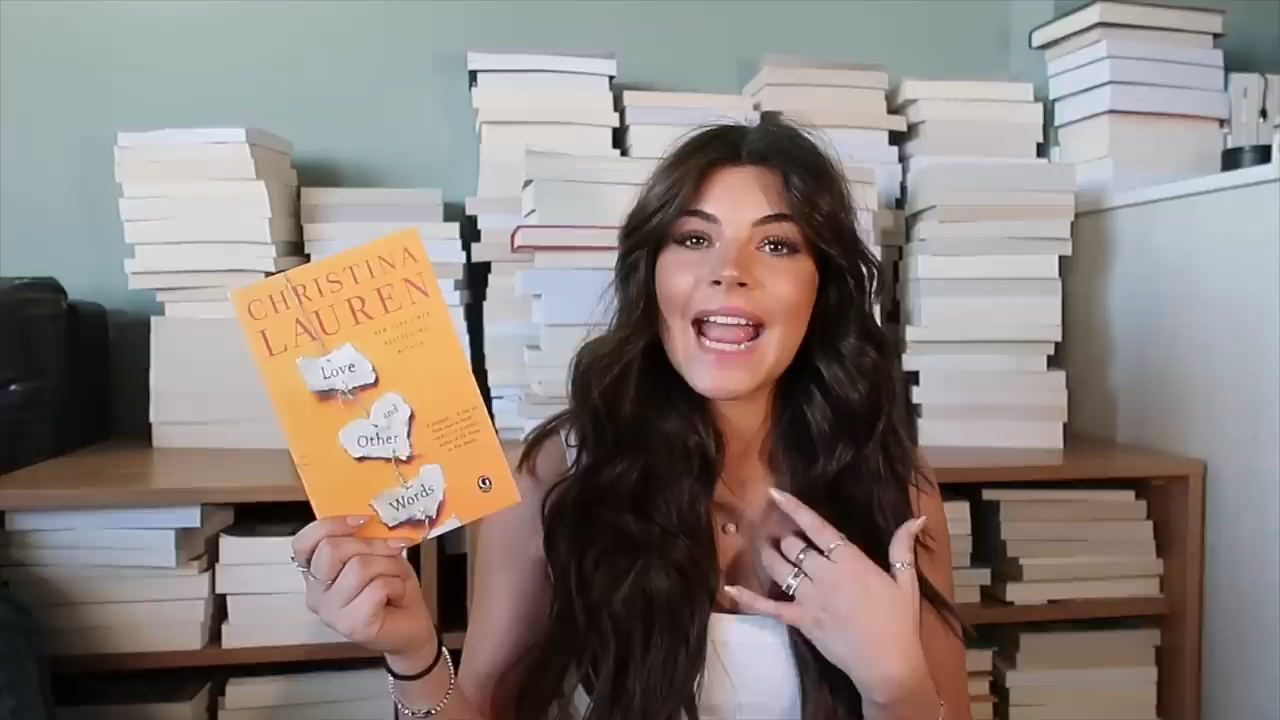 CHRISTINA
LAUREN
NEW YORK TIMES
BESTSELLING
AUTHOR
Love
and
Other
Words